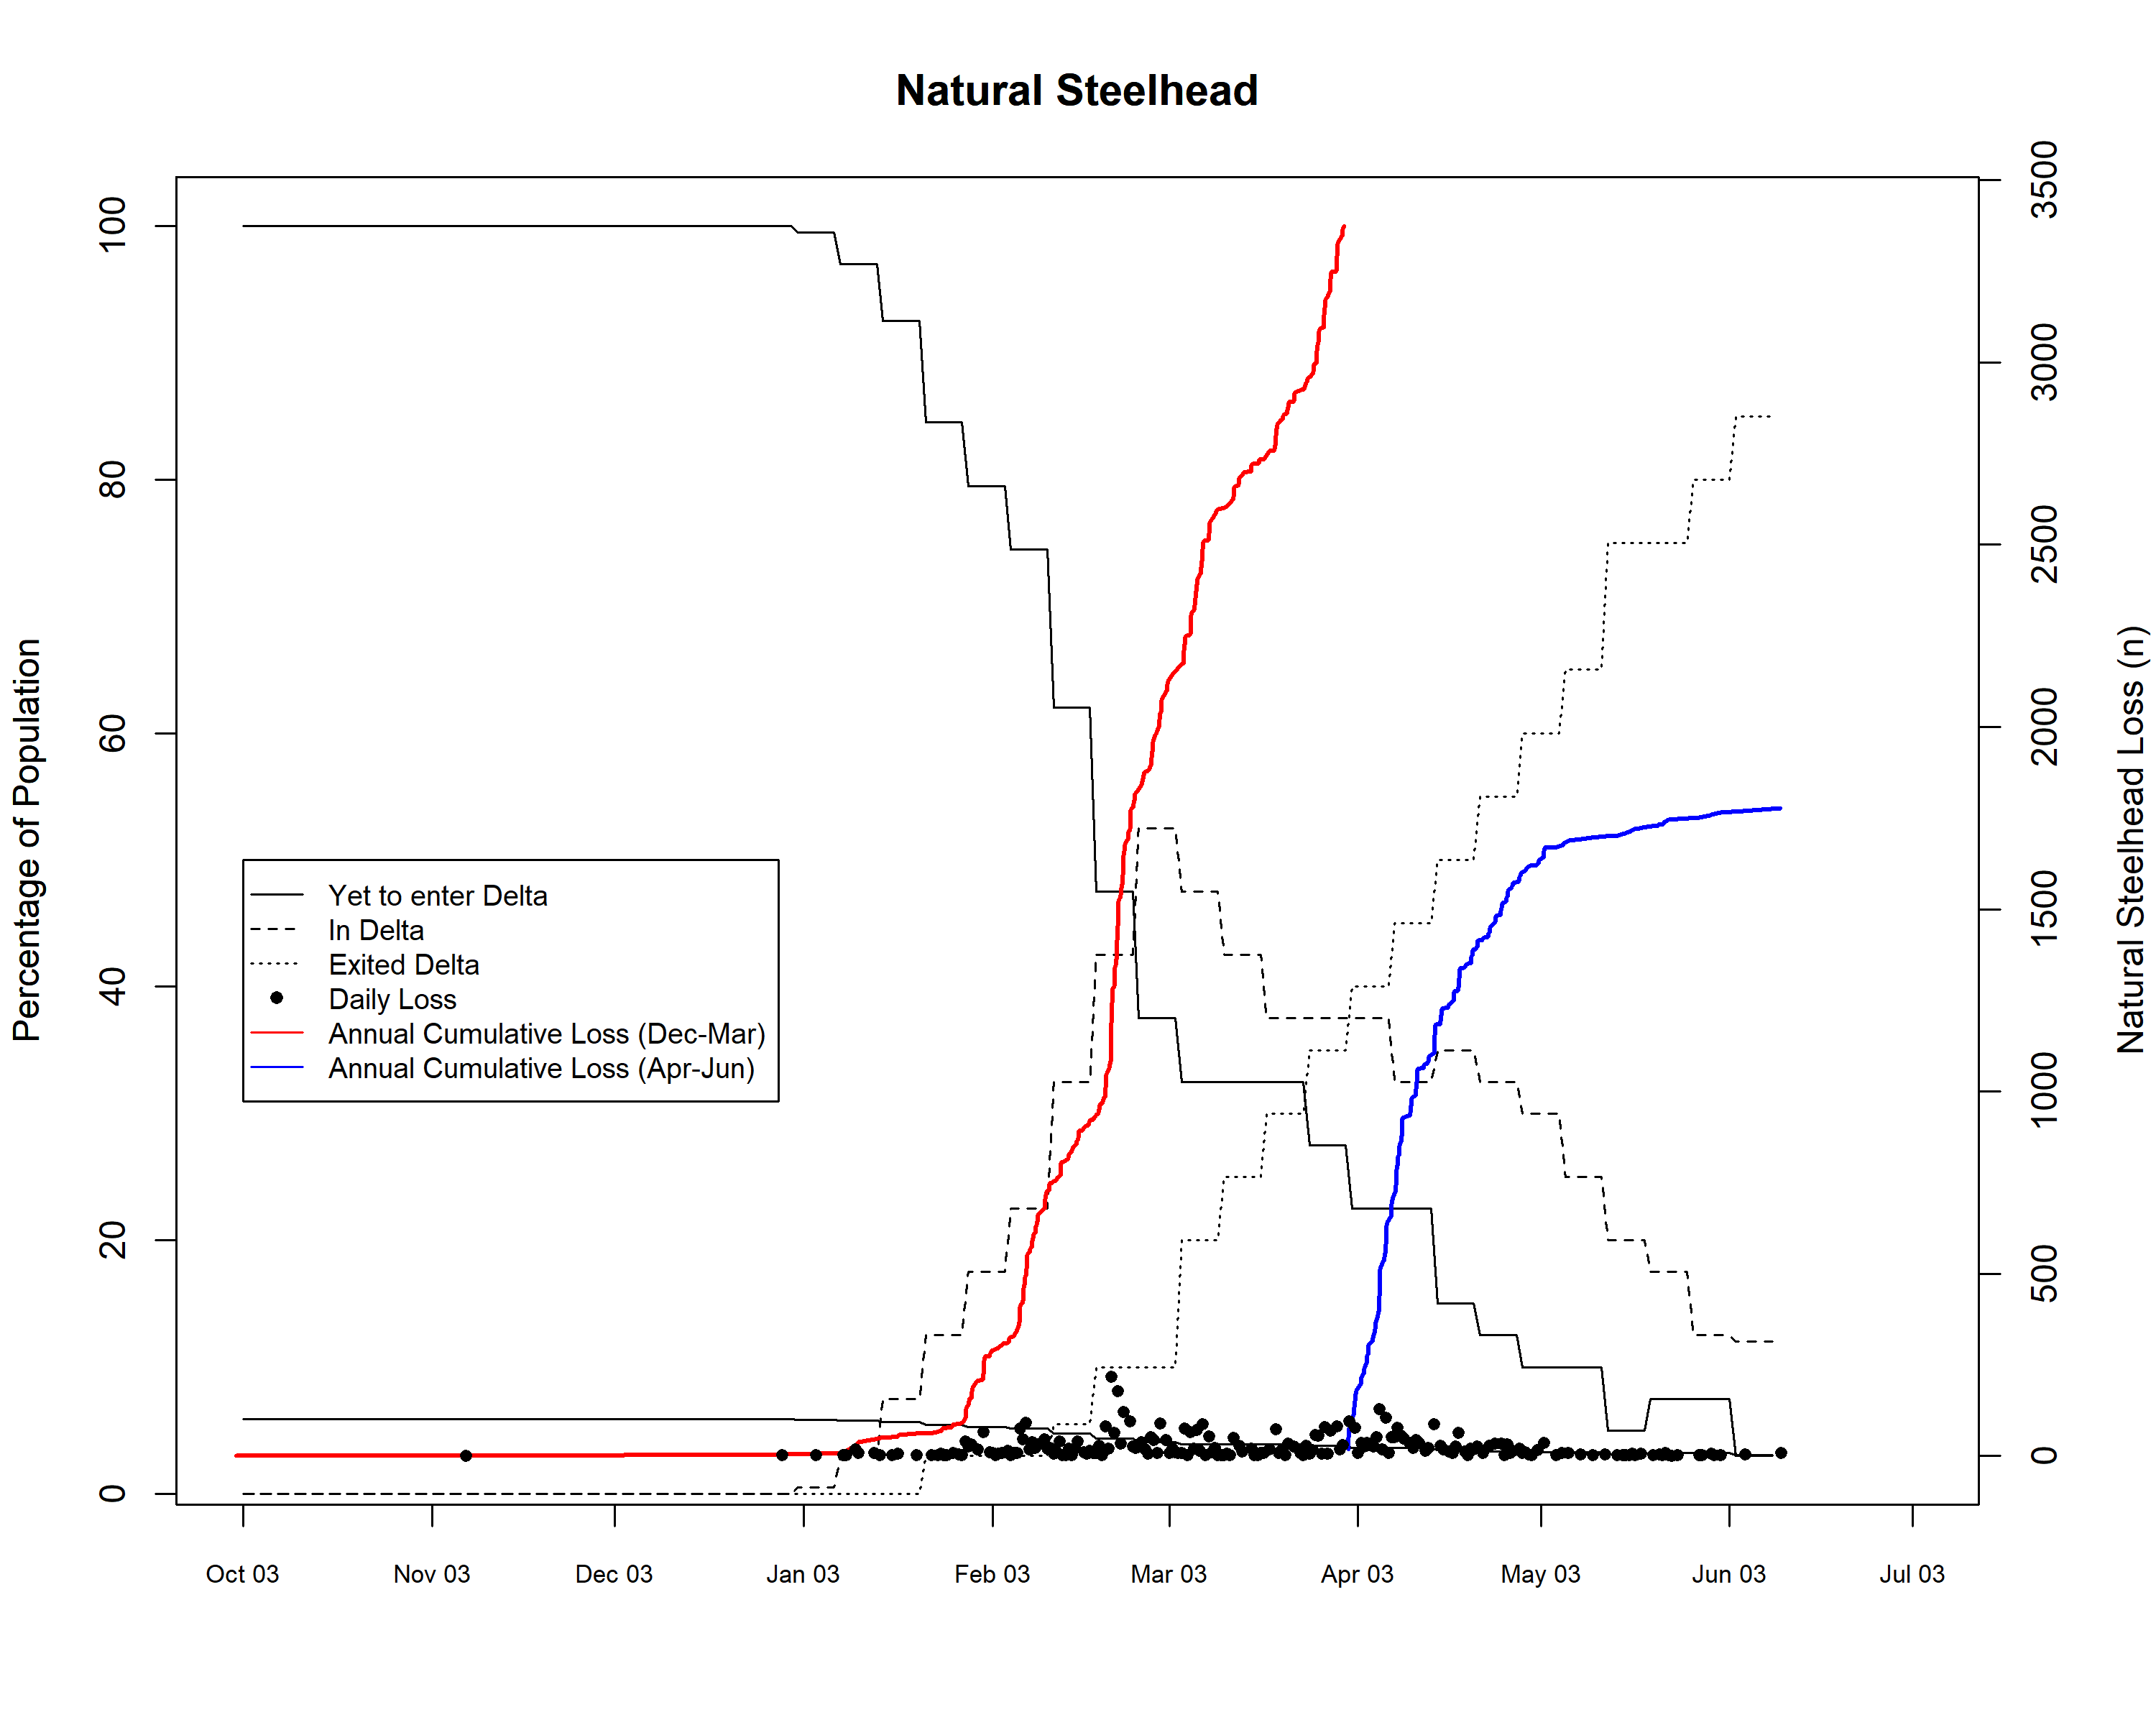 Natural Steelhead
Percentage of Population
100
80
60
40
20
0
Yet to enter Delta
In Delta
Exited Delta
Daily Loss
Annual Cumulative Loss (Dec-Mar)
Annual Cumulative Loss (Apr-Jun)
3500
3000
2500
2000
1500
1000
500
0
Natural Steelhead Loss (n)
Oct 03 Nov 03 Dec 03 Jan 03 Feb 03 Mar 03 Apr 03 May 03 Jun 03 Jul 03